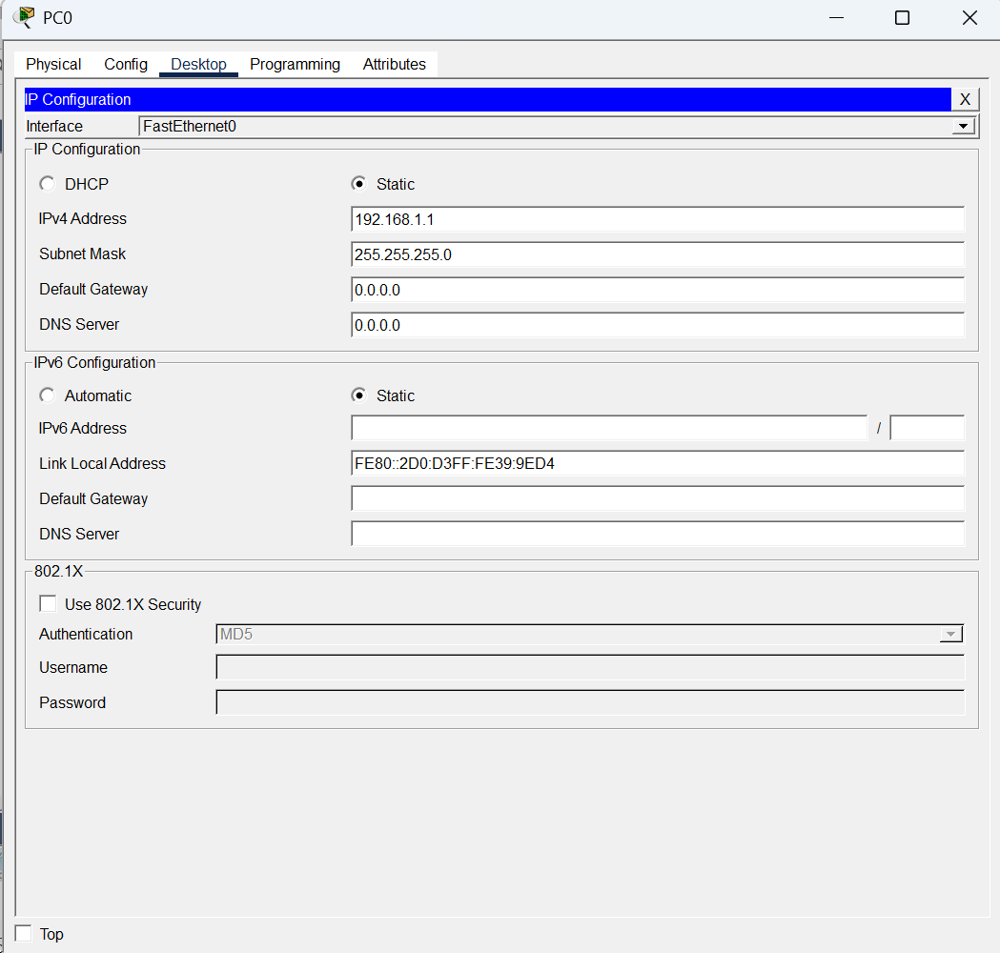 PC0
Physical Config Desktop Programming Attributes
IP Configuration X
Interface FastEthernet0
IP Configuration
DHCP Static
IPv4 Address 192.168.1.1
Subnet Mask 255.255.255.0
Default Gateway 0.0.0.0
DNS Server 0.0.0.0
IPv6 Configuration
Automatic Static
IPv6 Address /
Link Local Address FE80::2D0:D3FF:FE39:9ED4
Default Gateway
DNS Server
802.1X
Use 802.1X Security
Authentication MD5
Username
Password
Top